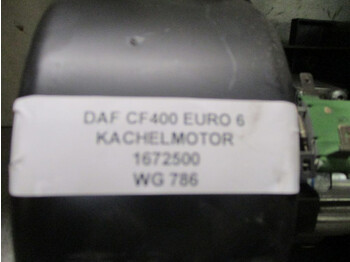 DAF CF400 EURO 6
KACHELMOTOR
1672500
WG 786